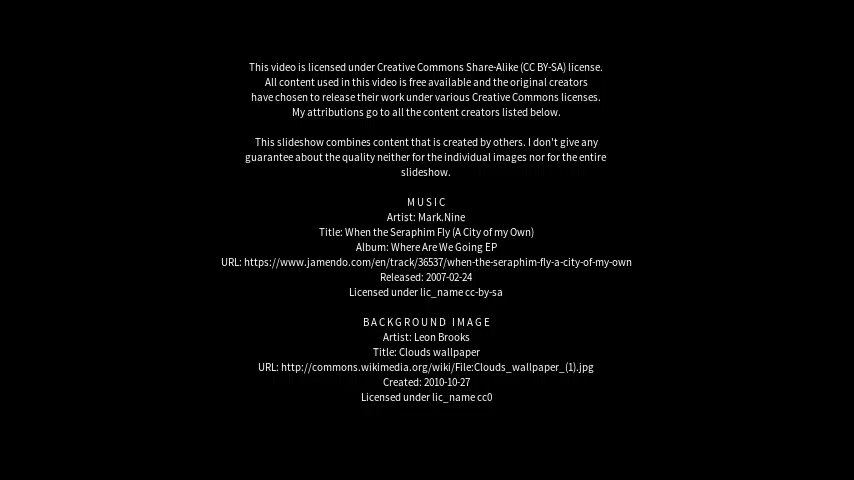 This video is licensed under Creative Commons Share-Alike (CC BY-SA) license.
All content used in this video is free available and the original creators
have chosen to release their work under various Creative Commons licenses.
My attributions go to all the content creators listed below.
This slideshow combines content that is created by others. I don't give any
guarantee about the quality neither for the individual images nor for the entire
slideshow.
MUSIC
Artist: Mark.Nine
Title: When the Seraphim Fly (A City of my Own)
Album: Where Are We Going EP
URL: https://www.jamendo.com/en/track/36537/when-the-seraphim-fly-a-city-of-my-own
Released: 2007-02-24
Licensed under lic_name cc-by-sa
BACKGROUND IMAGE
Artist: Leon Brooks
Title: Clouds wallpaper
URL: http://commons.wikimedia.org/wiki/File:Clouds_wallpaper_(1).jpg
Created: 2010-10-27
Licensed under lic_name cc0